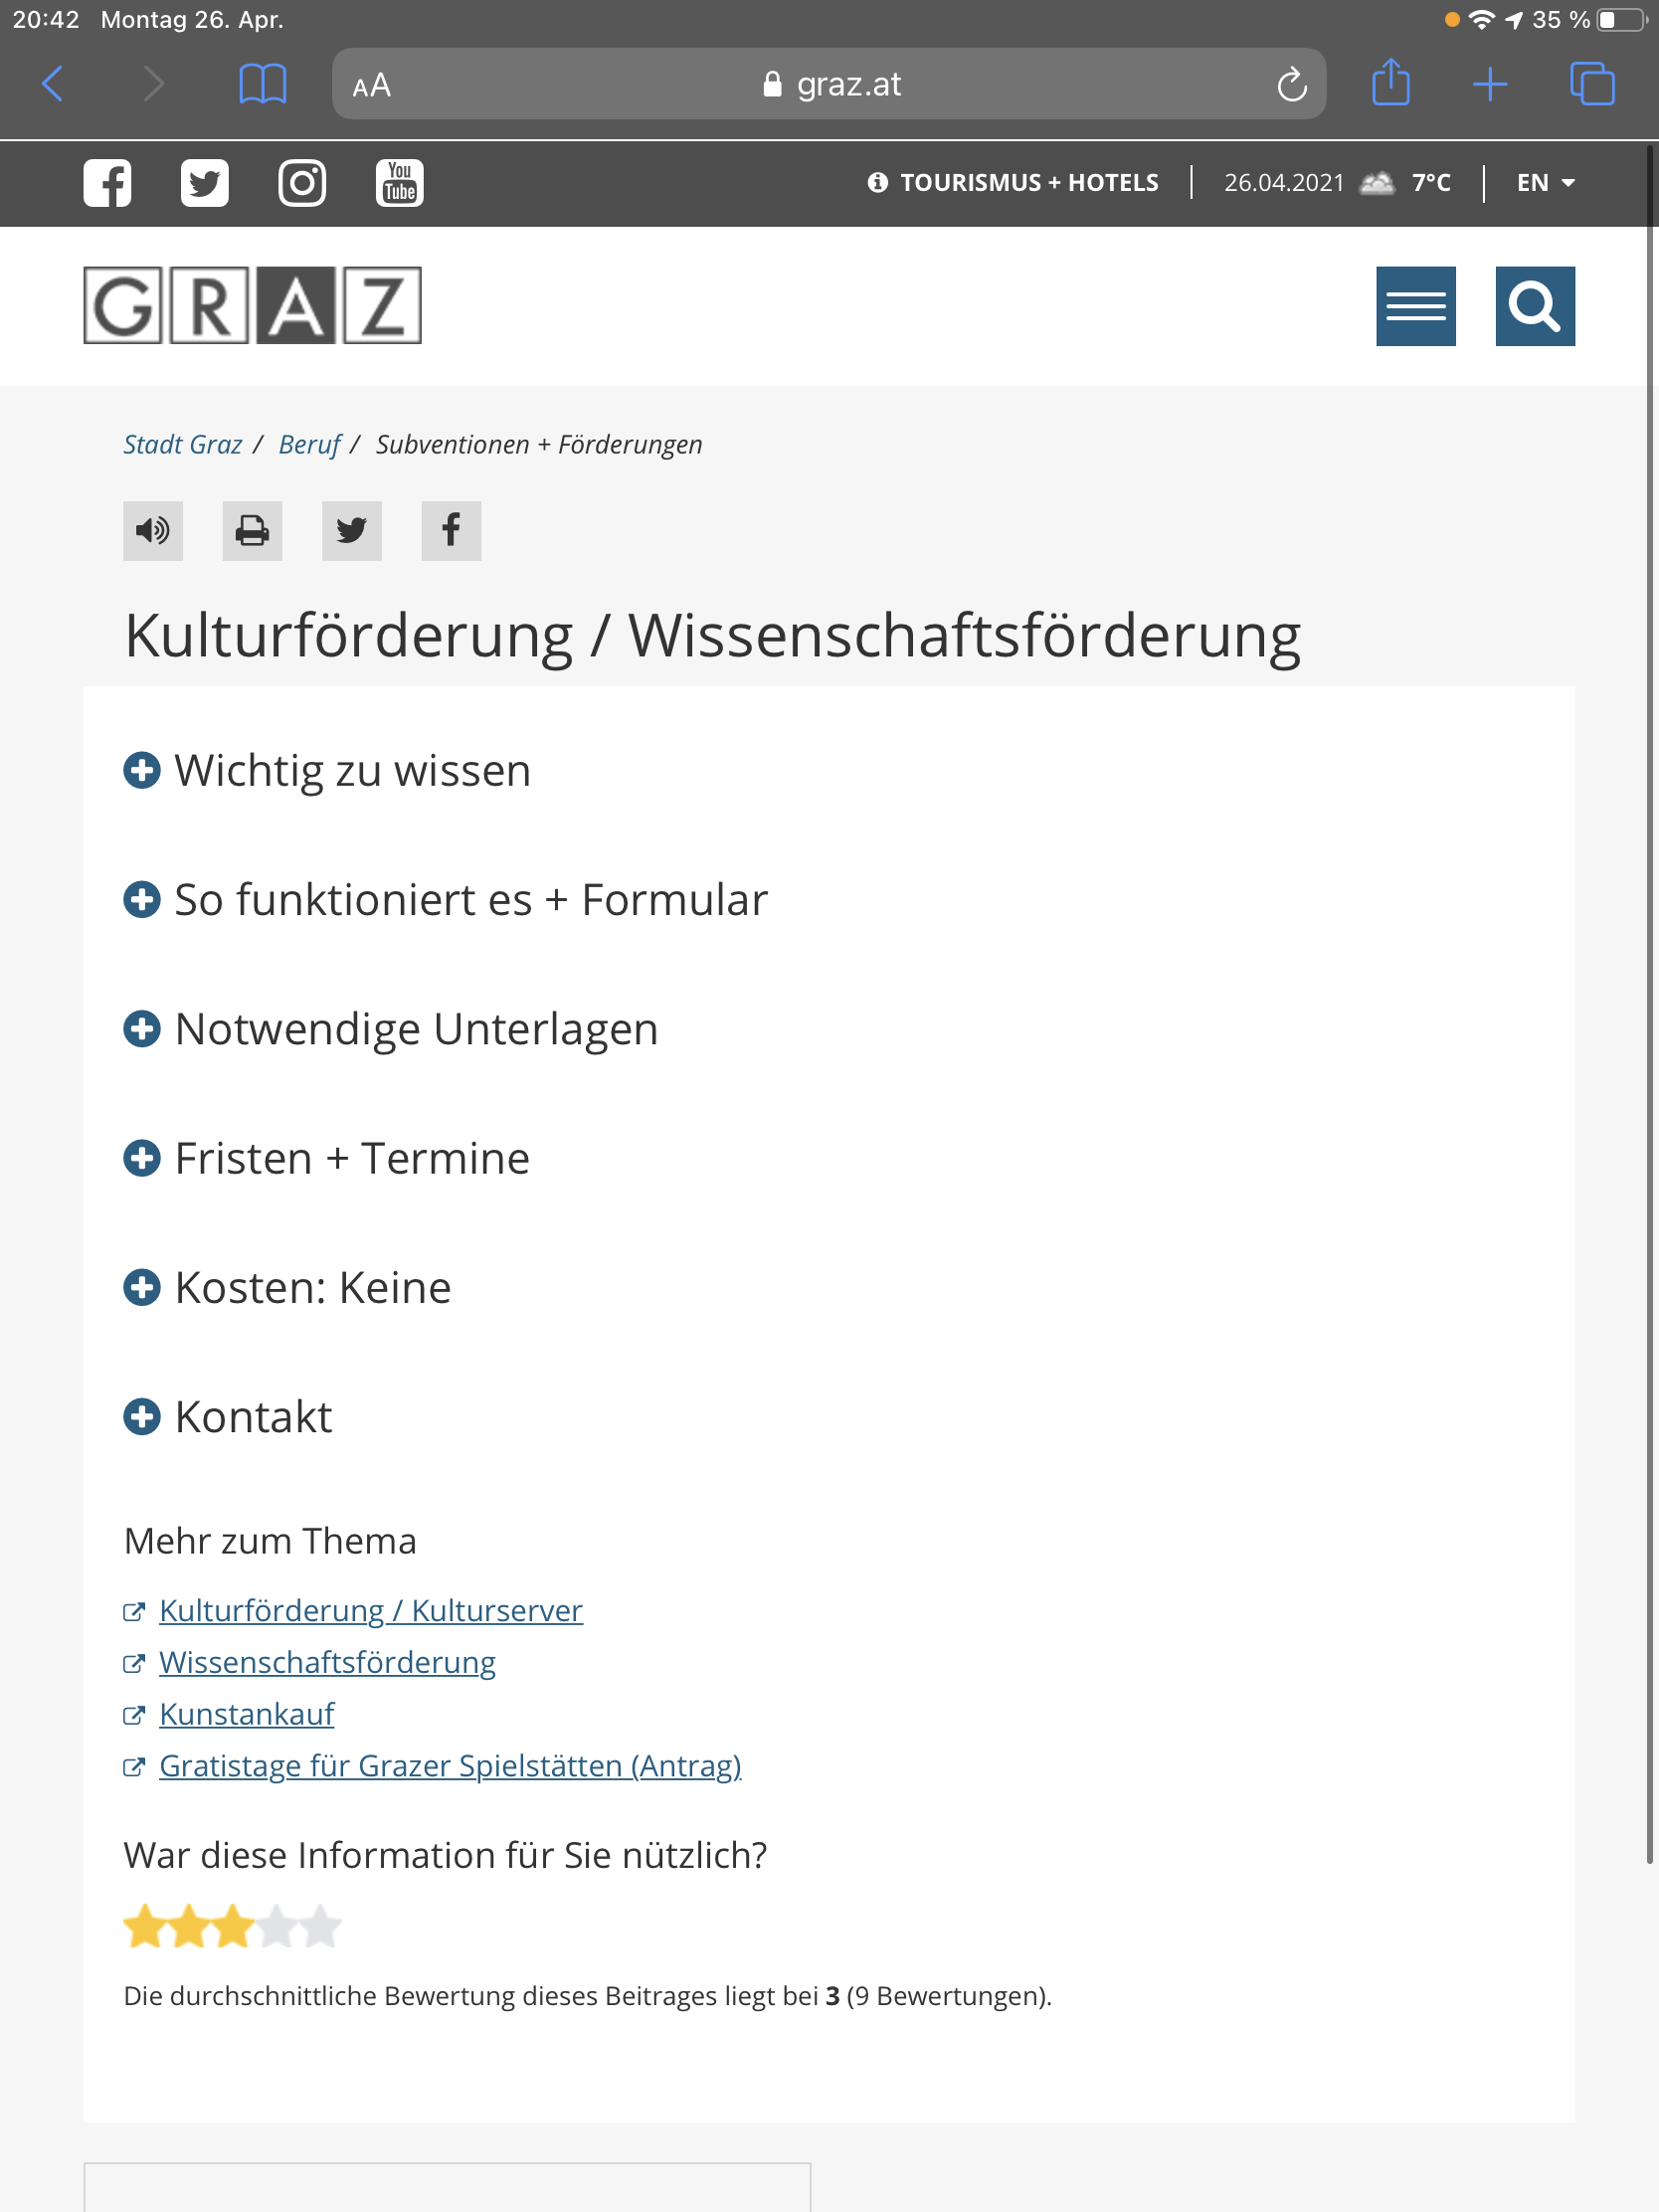 20:42 Montag 26. Apr. 35 %
AA graz.at
You Tube TOURISMUS + HOTELS 26.04.2021 7°C EN
GRAZ
Stadt Graz / Beruf / Subventionen + Förderungen
Kulturförderung / Wissenschaftsförderung
Wichtig zu wissen
So funktioniert es + Formular
Notwendige Unterlagen
Fristen + Termine
Kosten: Keine
Kontakt
Mehr zum Thema
Kulturförderung / Kulturserver
Wissenschaftsförderung
Kunstankauf
Gratistage für Grazer Spielstätten (Antrag)
War diese Information für Sie nützlich?
Die durchschnittliche Bewertung dieses Beitrages liegt bei 3 (9 Bewertungen).